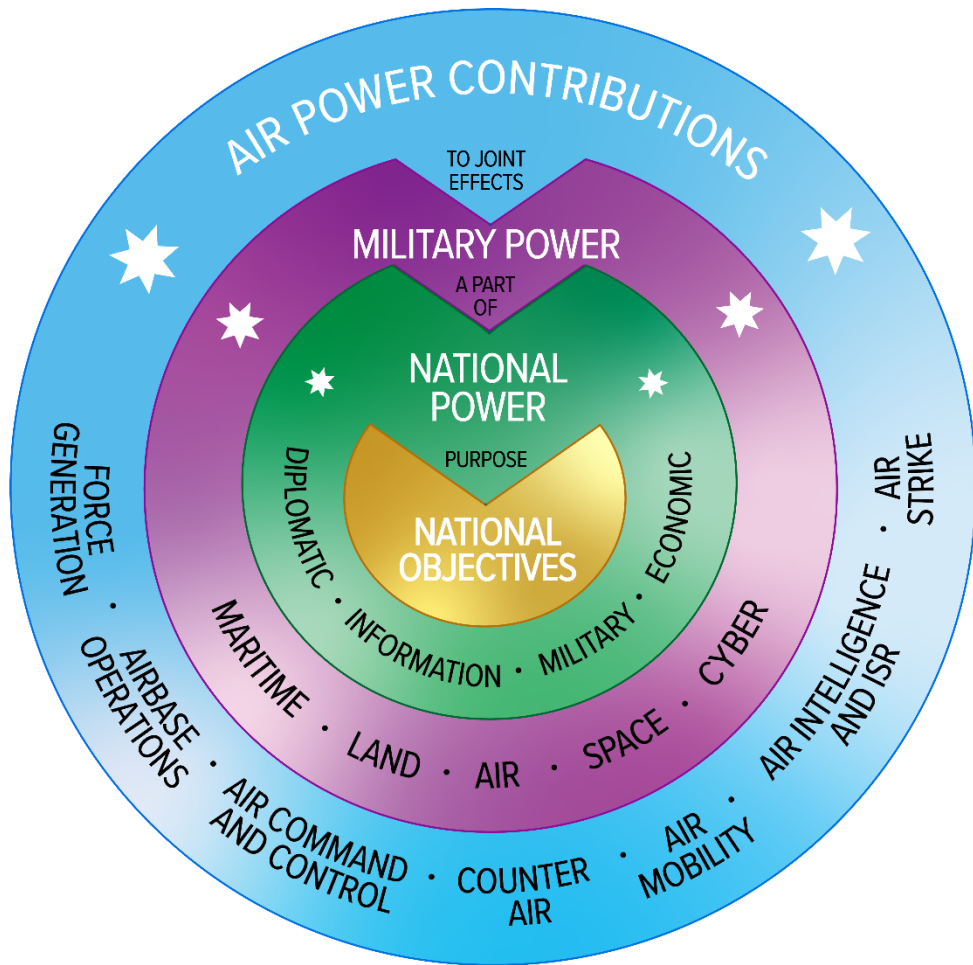 AIR POWER CONTRIBUTIONS
TO JOINT
EFFECTS
MILITARY POWER
A PART
OF
NATIONAL
POWER
PURPOSE
NATIONAL
OBJECTIVES
DIPLOMATIC · INFORMATION · MILITARY · ECONOMIC
MARITIME · LAND · AIR · SPACE · CYBER
FORCE
GENERATION
·
AIRBASE
OPERATIONS
·
AIR COMMAND
AND CONTROL
·
COUNTER
AIR
·
AIR
MOBILITY
·
AIR INTELLIGENCE
AND ISR
·
AIR
STRIKE